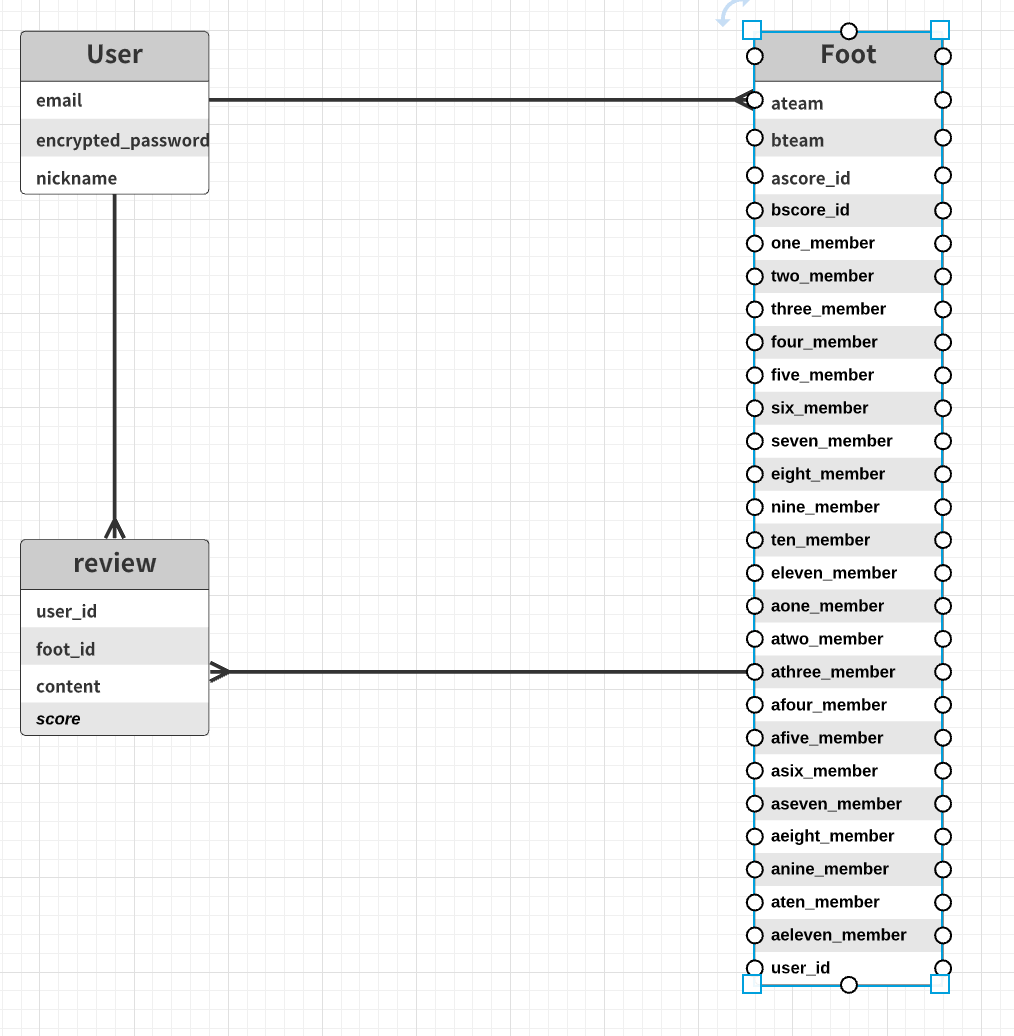 User
email
encrypted_password
nickname
review
user_id
foot_id
content
score
Foot
ateam
bteam
ascore_id
bscore_id
one_member
two_member
three_member
four_member
five_member
six_member
seven_member
eight_member
nine_member
ten_member
eleven_member
aone_member
atwo_member
athree_member
afour_member
afive_member
asix_member
aseven_member
aeight_member
anine_member
aten_member
aeleven_member
user_id